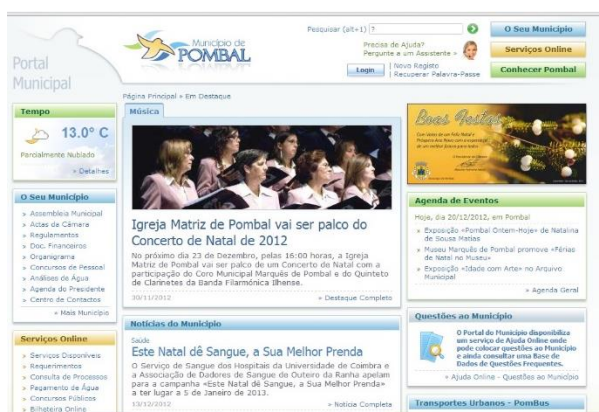 Portal
Municipal
Município de
POMBAL
Pesquisar (alt+1) ?
Precisa de Ajuda?
Pergunte a um Assistente »
Login
Novo Registo
Recuperar Palavra-Passe
O Seu Município
Serviços Online
Conhecer Pombal
Página Principal » Em Destaque
Tempo
13.0° C
Parcialmente Nublado
» Detalhes
O Seu Município
» Assembleia Municipal
» Actas da Câmara
» Regulamentos
» Doc. Financeiros
» Organigrama
» Concursos de Pessoal
» Análises de Água
» Agenda do Presidente
» Centro de Contactos
» Mais Município
Serviços Online
» Serviços Disponíveis
» Requerimentos
» Consulta de Processos
» Pagamento de Água
» Concursos Públicos
» Bilheteira Online
Música
Igreja Matriz de Pombal vai ser palco do
Concerto de Natal de 2012
No próximo dia 23 de Dezembro, pelas 16:00 horas, a Igreja
Matriz de Pombal vai ser palco de um Concerto de Natal com a
participação do Coro Municipal Marquês de Pombal e do Quinteto
de Clarinetes da Banda Filarmónica Ilhense.
30/11/2012
» Destaque Completo
Notícias do Município
Saúde
Este Natal dê Sangue, a Sua Melhor Prenda
O Serviço de Sangue dos Hospitais da Universidade de Coimbra e
a Associação de Dadores de Sangue do Outeiro da Ranha apelam
para a campanha «Este Natal dê Sangue, a Sua Melhor Prenda»
a ter lugar a 5 de Janeiro de 2013.
13/12/2012
» Notícia Completa
Boas Festas
Agenda de Eventos
Hoje, dia 20/12/2012, em Pombal
» Exposição «Pombal Ontem-Hoje» de Natalina
de Sousa Matias
» Museu Marquês de Pombal promove «Férias
de Natal no Museu»
» Exposição «Idade com Arte» no Arquivo
Municipal
» Agenda Geral
Questões ao Município
O Portal do Município disponibiliza
um serviço de Ajuda Online onde
pode colocar questões ao Município
e ainda consultar uma Base de
Dados de Questões Frequentes.
» Ajuda Online - Questões ao Município
Transportes Urbanos - PomBus